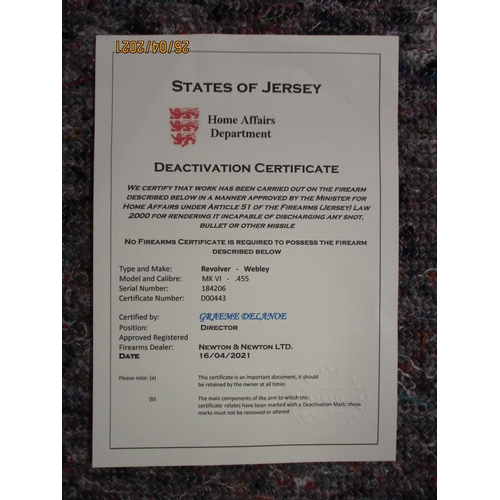 26/04/2021
STATES OF JERSEY
Home Affairs
Department
DEACTIVATION CERTIFICATE
WE CERTIFY THAT WORK HAS BEEN CARRIED OUT ON THE FIREARM
DESCRIBED BELOW IN A MANNER APPROVED BY THE MINISTER FOR
HOME AFFAIRS UNDER ARTICLE 51 OF THE FIREARMS (JERSEY) LAW
2000 FOR RENDERING IT INCAPABLE OF DISCHARGING ANY SHOT,
BULLET OR OTHER MISSILE
NO FIREARMS CERTIFICATE IS REQUIRED TO POSSESS THE FIREARM
DESCRIBED BELOW
Type and Make: Revolver - Webley
Model and Calibre: MK VI - .455
Serial Number: 184206
Certificate Number: D00443
Certified by: GRAEME DELANOE
Position: DIRECTOR
Approved Registered
Firearms Dealer: NEWTON & NEWTON LTD.
DATE 16/04/2021
Please note: (a) This certificate is an important document, it should
be retained by the owner at all times
(b) The main components of the arm to which this
certificate relates have been marked with a Deactivation Mark: these
marks must not be removed or altered